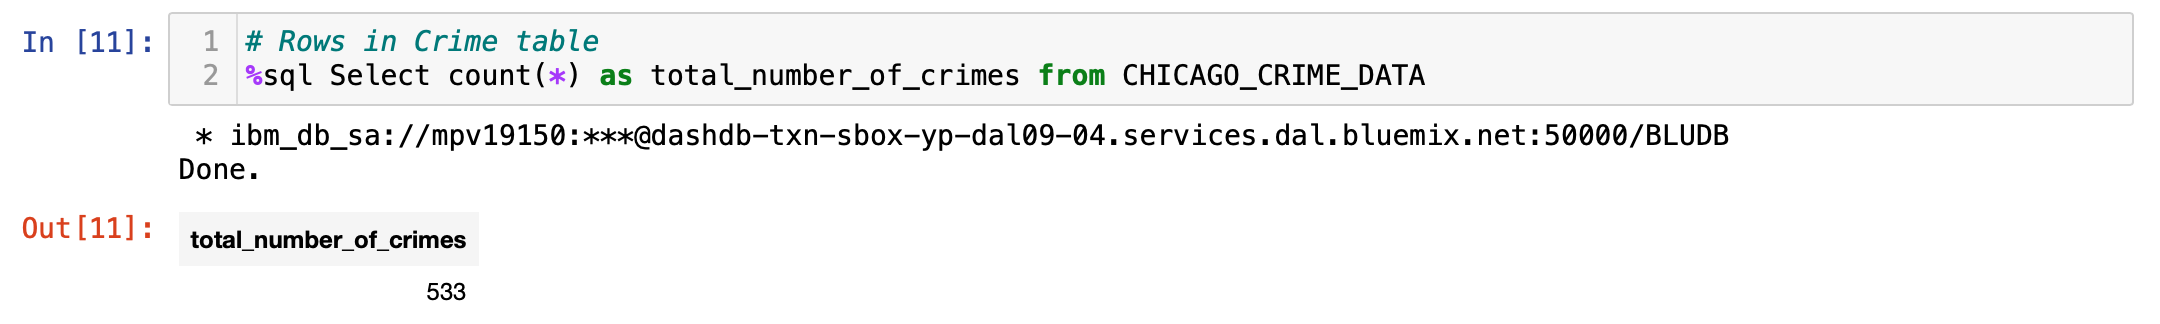 In [11]:
1 # Rows in Crime table
2 %sql Select count(*) as total_number_of_crimes from CHICAGO_CRIME_DATA
* ibm_db_sa://mpv19150:***@dashdb-txn-sbox-yp-dal09-04.services.dal.bluemix.net:50000/BLUDB
Done.
Out[11]:
total_number_of_crimes
533